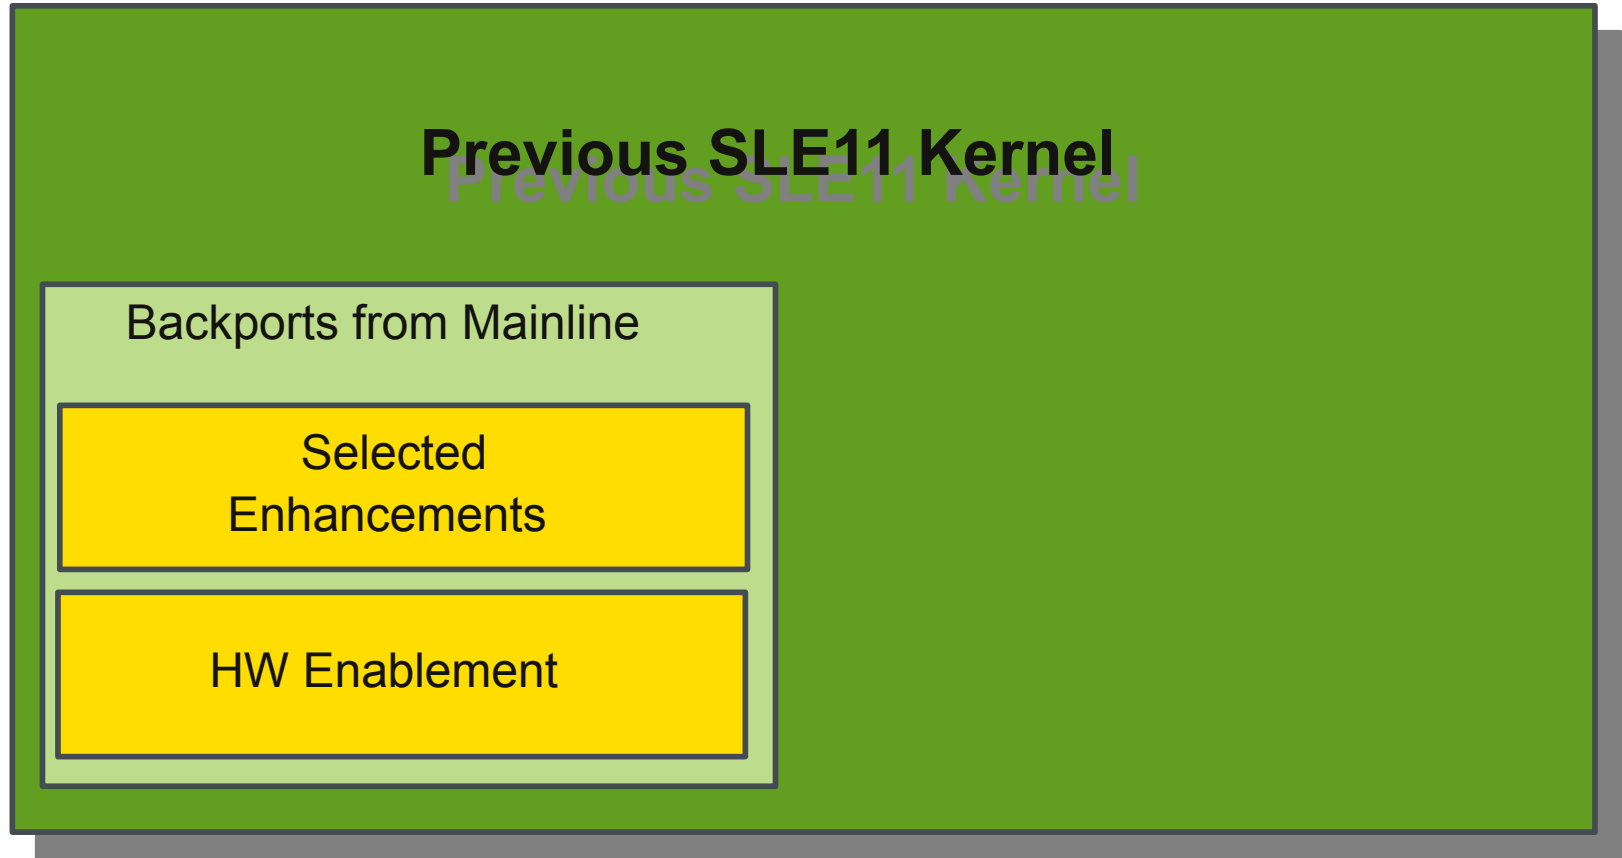 Previous SLE11 Kernel
Backports from Mainline
Selected
Enhancements
HW Enablement